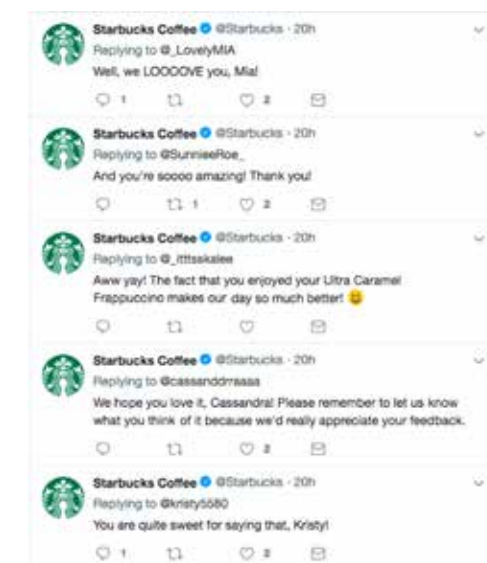 Starbucks Coffee @Starbucks · 20h
Replying to @_LovelyMIA
Well, we LOOOOVE you, Mia!
1 2
Starbucks Coffee @Starbucks · 20h
Replying to @SunnieeRoe_
And you're soooo amazing! Thank you!
1 2
Starbucks Coffee @Starbucks · 20h
Replying to @_itttsskalee
Aww yay! The fact that you enjoyed your Ultra Caramel
Frappuccino makes our day so much better! 😃
Starbucks Coffee @Starbucks · 20h
Replying to @cassanddrraaaa
We hope you love it, Cassandra! Please remember to let us know
what you think of it because we'd really appreciate your feedback.
2
Starbucks Coffee @Starbucks · 20h
Replying to @kristy5580
You are quite sweet for saying that, Kristy!
1 2